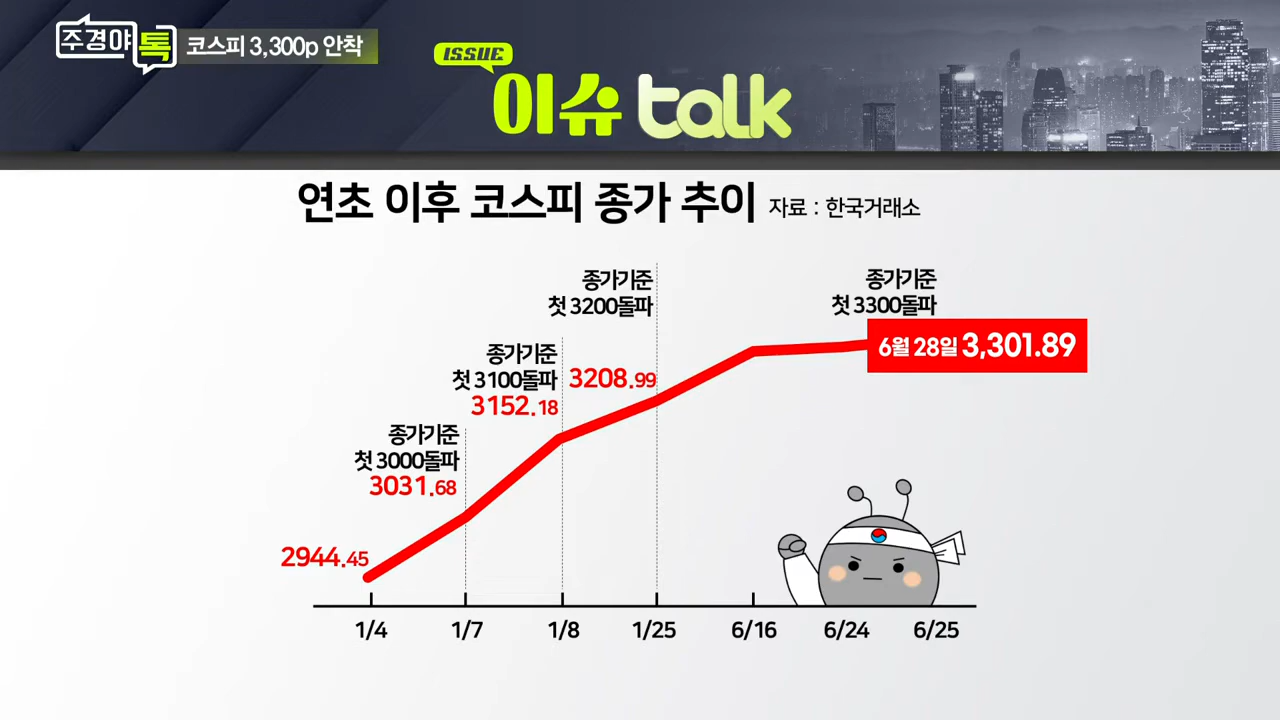 주경야톡
코스피 3,300p 안착
ISSUE
이슈 talk
연초 이후 코스피 종가 추이 자료 : 한국거래소
종가기준
첫 3200돌파
3208.99
종가기준
첫 3300돌파
6월 28일 3,301.89
종가기준
첫 3100돌파
3152.18
종가기준
첫 3000돌파
3031.68
2944.45
1/4 1/7 1/8 1/25 6/16 6/24 6/25